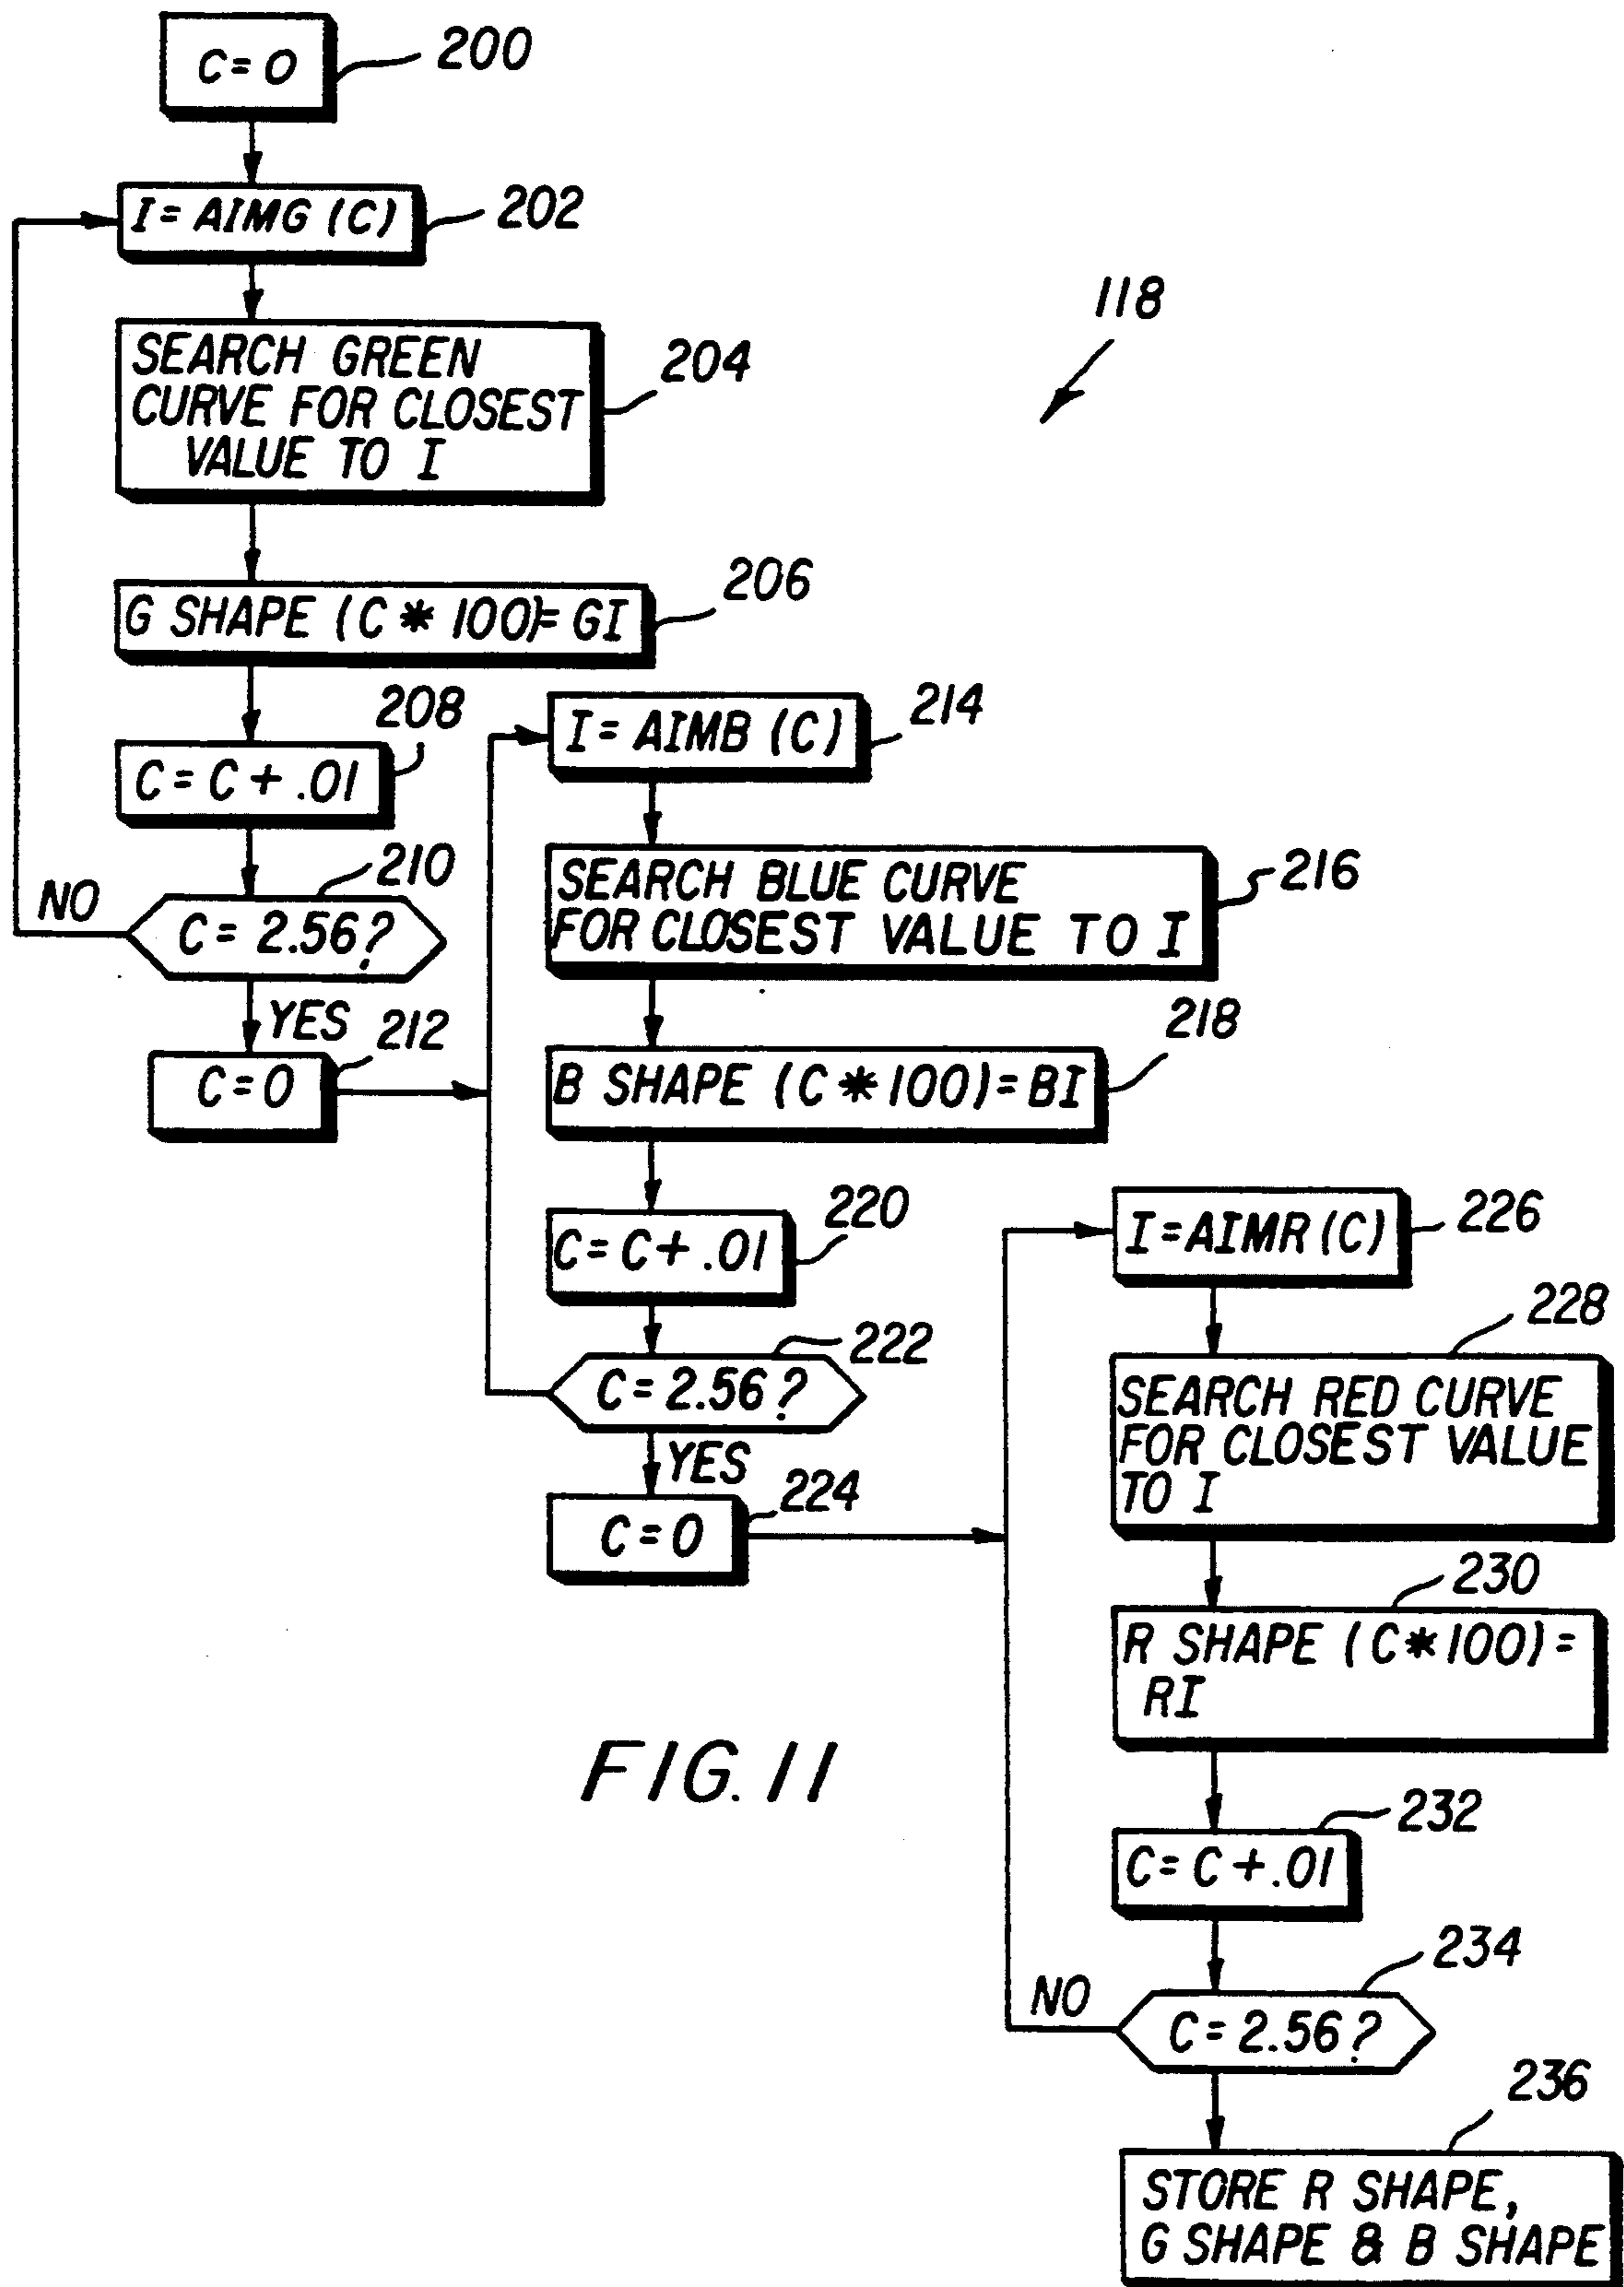 C=0
200
I=AIMG (C)
202
118
SEARCH GREEN
CURVE FOR CLOSEST
VALUE TO I
204
G SHAPE (C * 100)= GI
206
C=C+.01
208
C=2.56?
210
NO
YES
C=0
212
I=AIMB (C)
214
SEARCH BLUE CURVE
FOR CLOSEST VALUE TO I
216
B SHAPE (C * 100)=BI
218
C=C+.01
220
C=2.56?
222
YES
C=0
224
I=AIMR (C)
226
SEARCH RED CURVE
FOR CLOSEST VALUE
TO I
228
R SHAPE (C*100)=
RI
230
C=C+.01
232
C=2.56?
234
NO
STORE R SHAPE,
G SHAPE & B SHAPE
236
FIG. 11